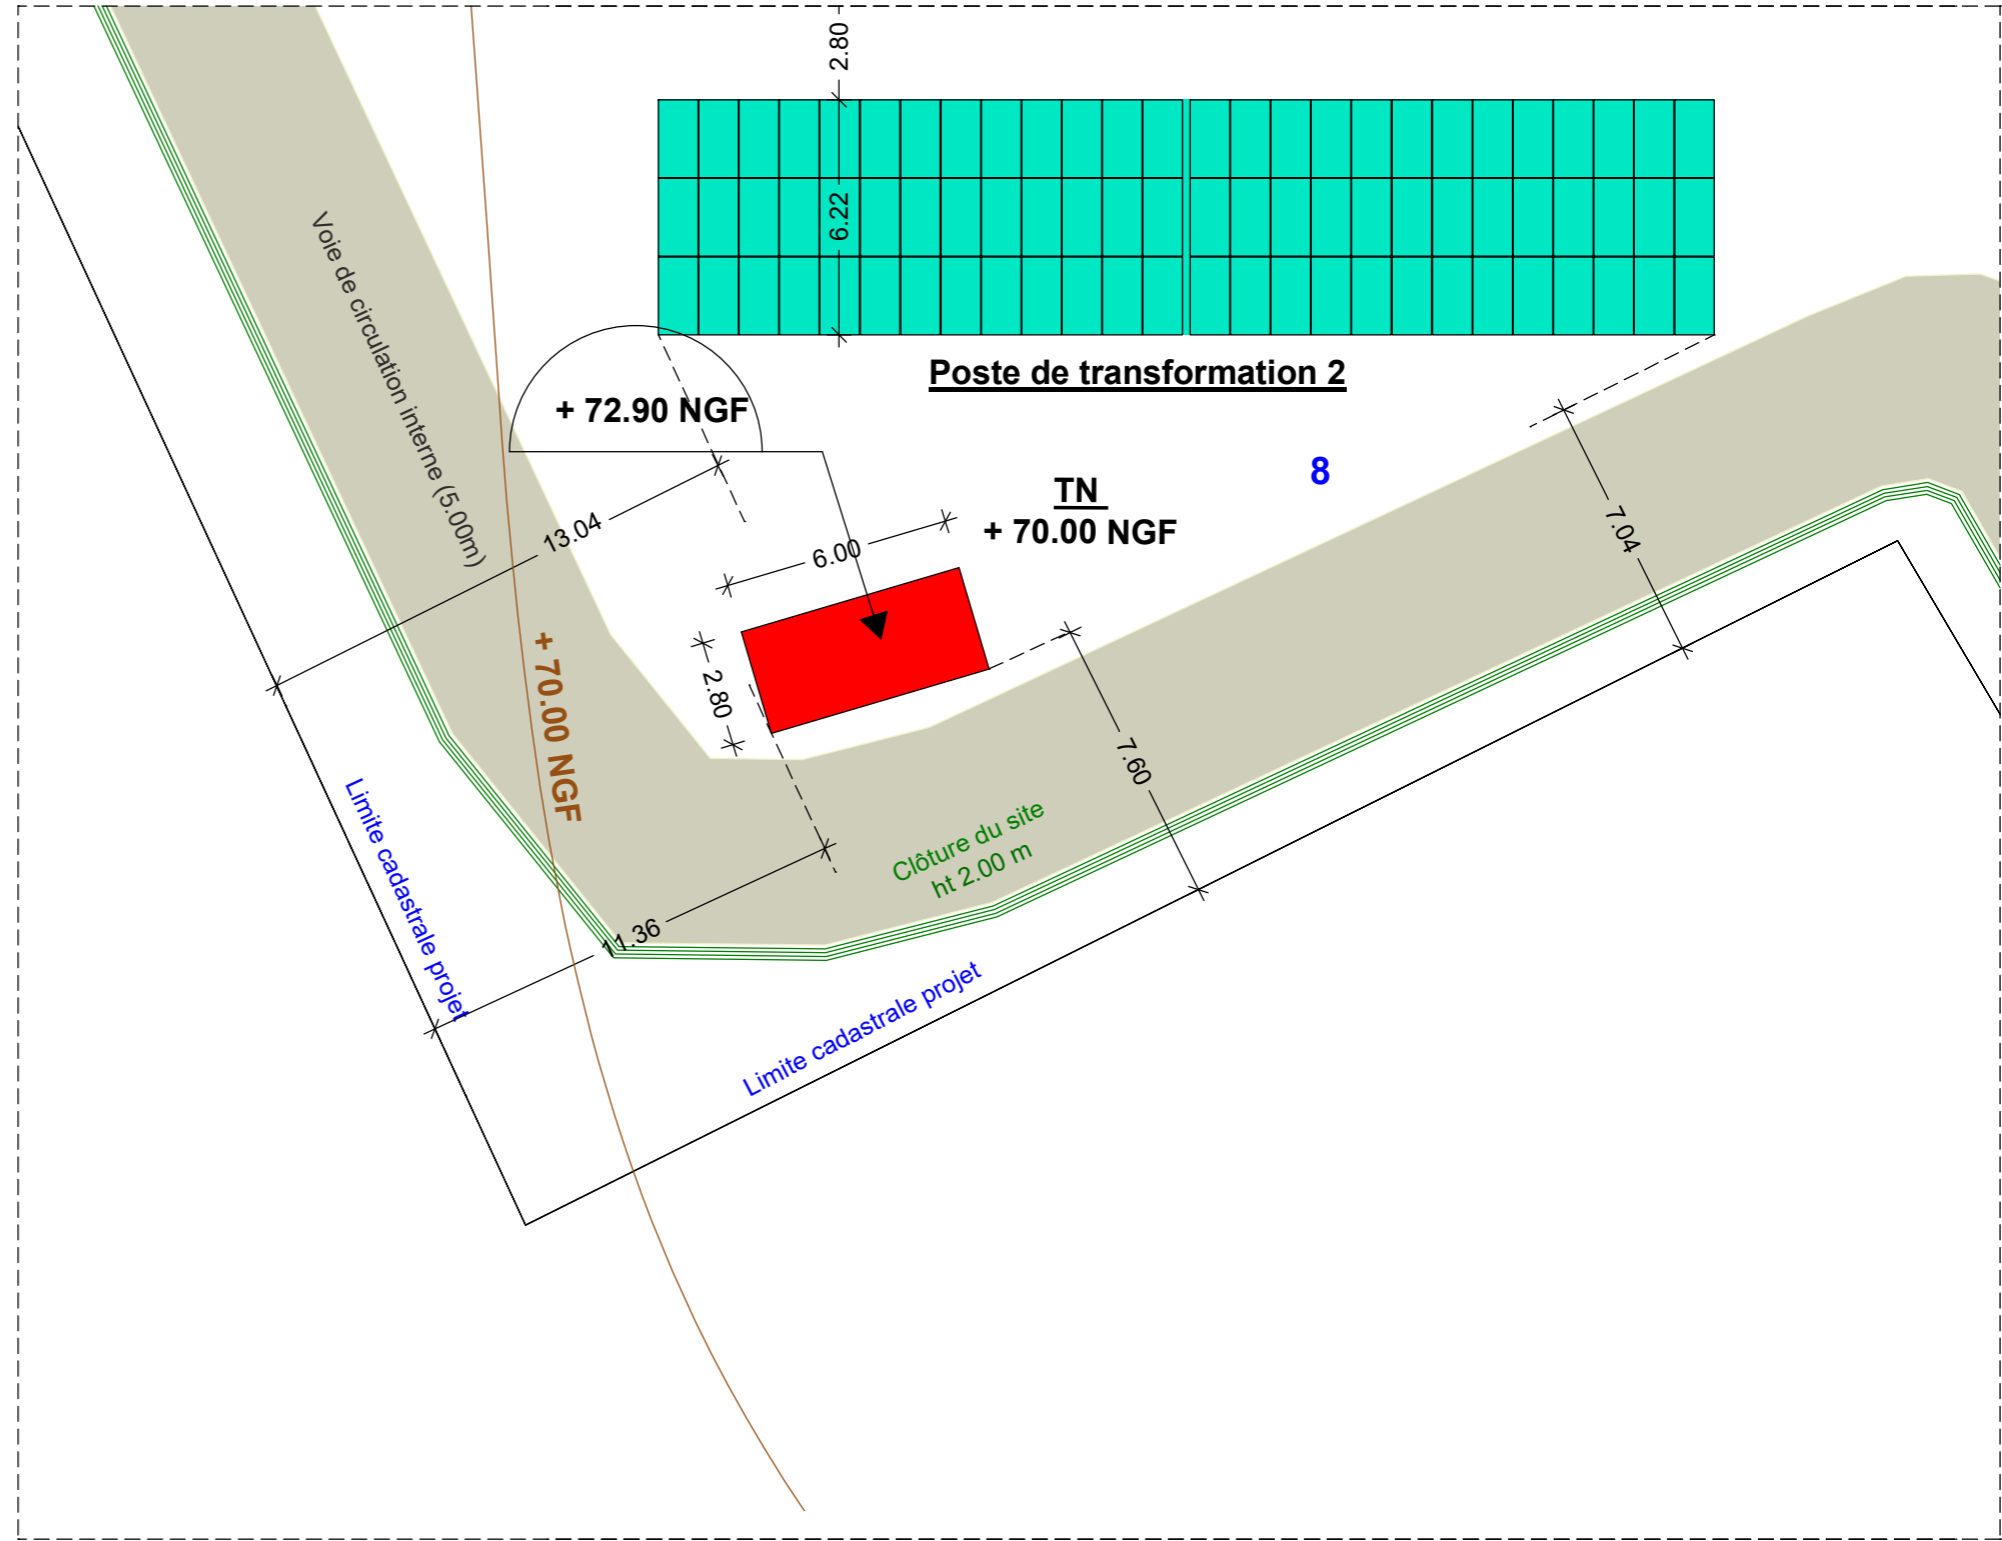 2.80
6.22
Voie de circulation interne (5.00m)
Poste de transformation 2
+ 72.90 NGF
8
TN
+ 70.00 NGF
13.04
6.00
7.04
2.80
+ 70.00 NGF
7.60
Limite cadastrale projet
Clôture du site
ht 2.00 m
11.36
Limite cadastrale projet